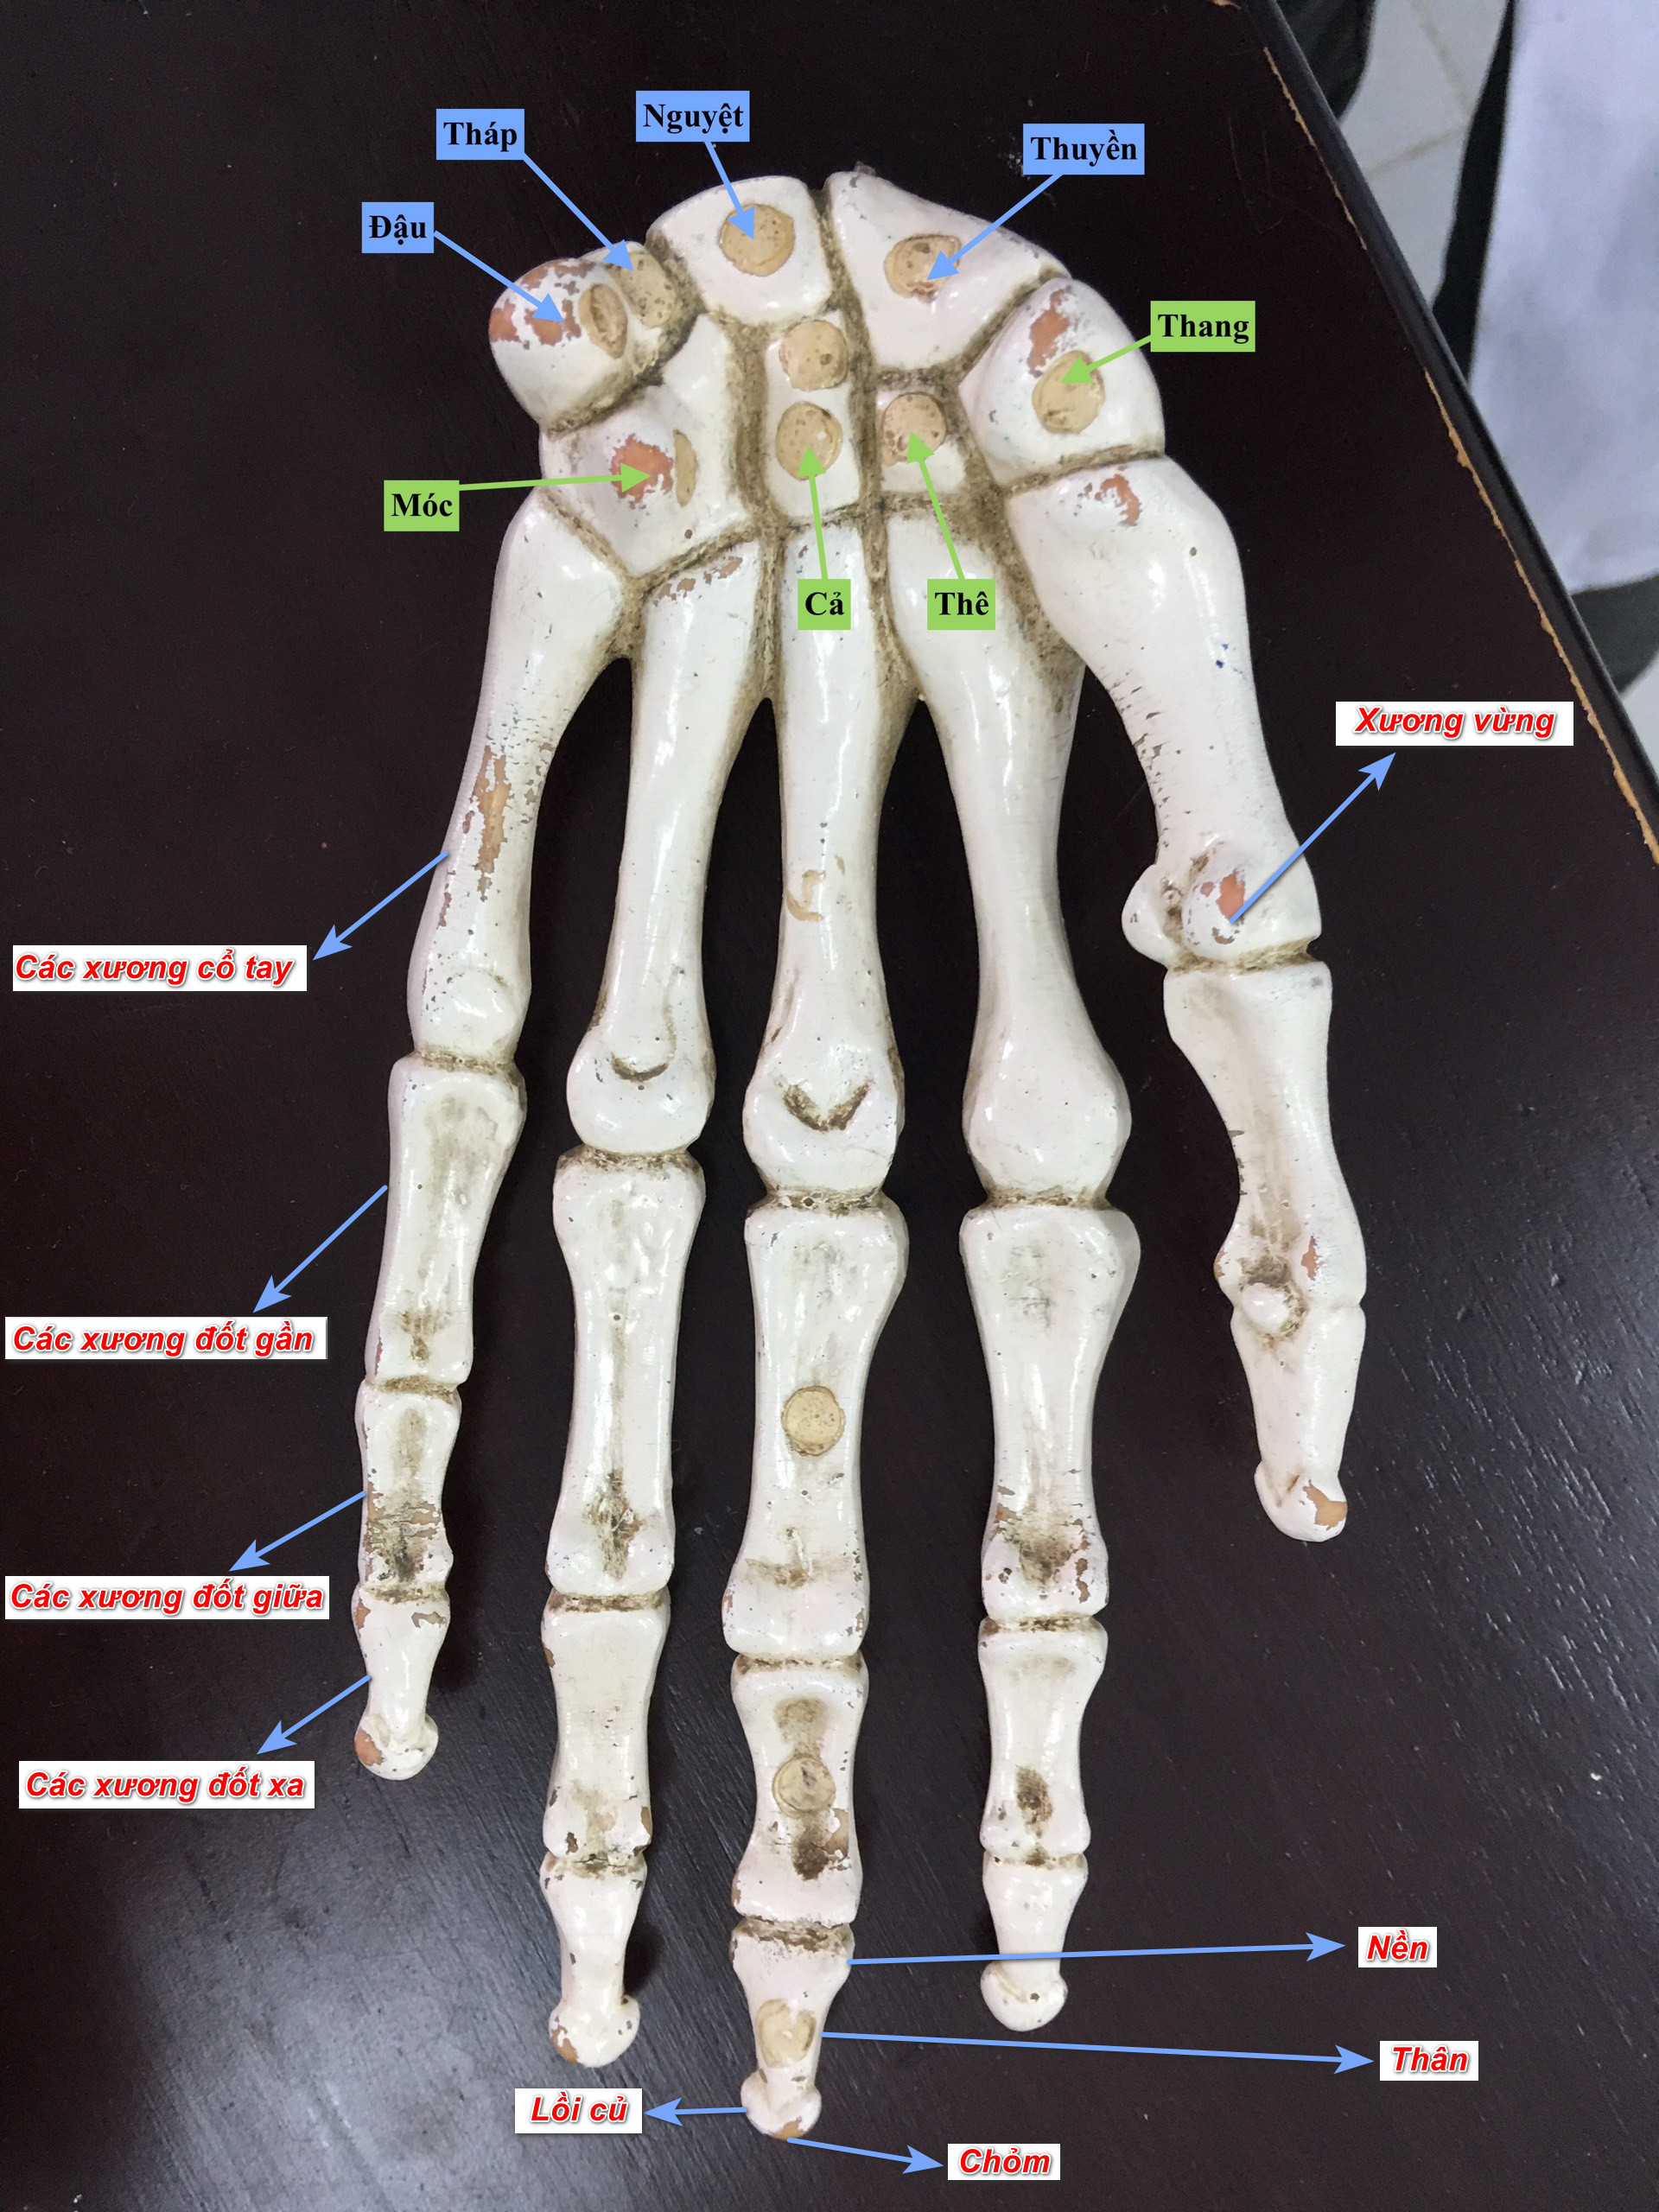 Nguyệt
Tháp
Thuyền
Đậu
Thang
Móc
Cả
Thê
Xương vừng
Các xương cổ tay
Các xương đốt gần
Các xương đốt giữa
Các xương đốt xa
Nền
Thân
Lồi củ
Chỏm